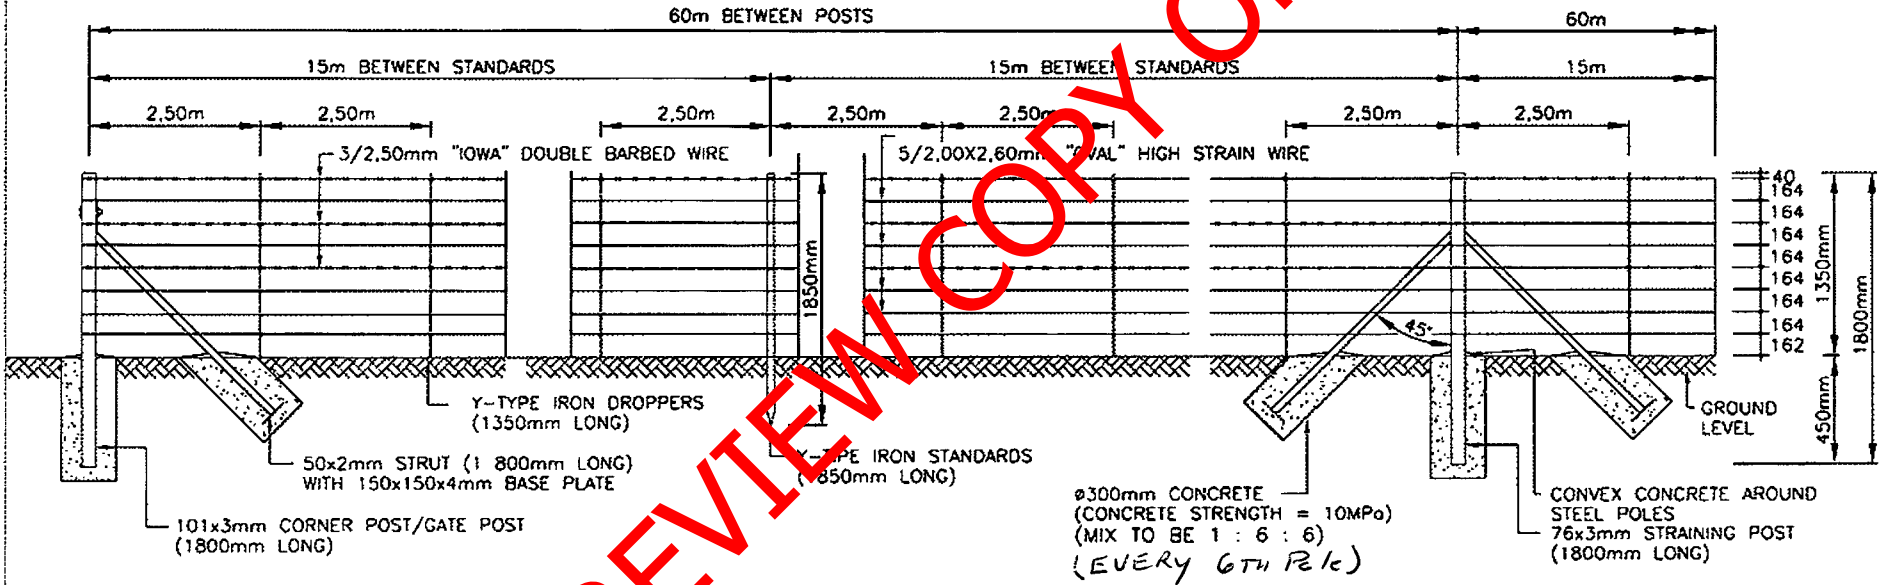 60m BETWEEN POSTS
60m
15m BETWEEN STANDARDS
15m BETWEEN STANDARDS
15m
2,50m
2,50m
2,50m
2,50m
2,50m
2,50m
2,50m
3/2,50mm "IOWA" DOUBLE BARBED WIRE
5/2,00X2,60mm "OVAL" HIGH STRAIN WIRE
40
164
164
164
164
164
164
164
162
1850mm
1350mm
1800mm
450mm
45°
Y-TYPE IRON DROPPERS
(1350mm LONG)
GROUND
LEVEL
50x2mm STRUT (1 800mm LONG)
WITH 150x150x4mm BASE PLATE
Y-TYPE IRON STANDARDS
(1850mm LONG)
101x3mm CORNER POST/GATE POST
(1800mm LONG)
ø300mm CONCRETE
(CONCRETE STRENGTH = 10MPa)
(MIX TO BE 1 : 6 : 6)
(EVERY 6TH Pole)
CONVEX CONCRETE AROUND
STEEL POLES
76x3mm STRAINING POST
(1800mm LONG)
REVIEW COPY